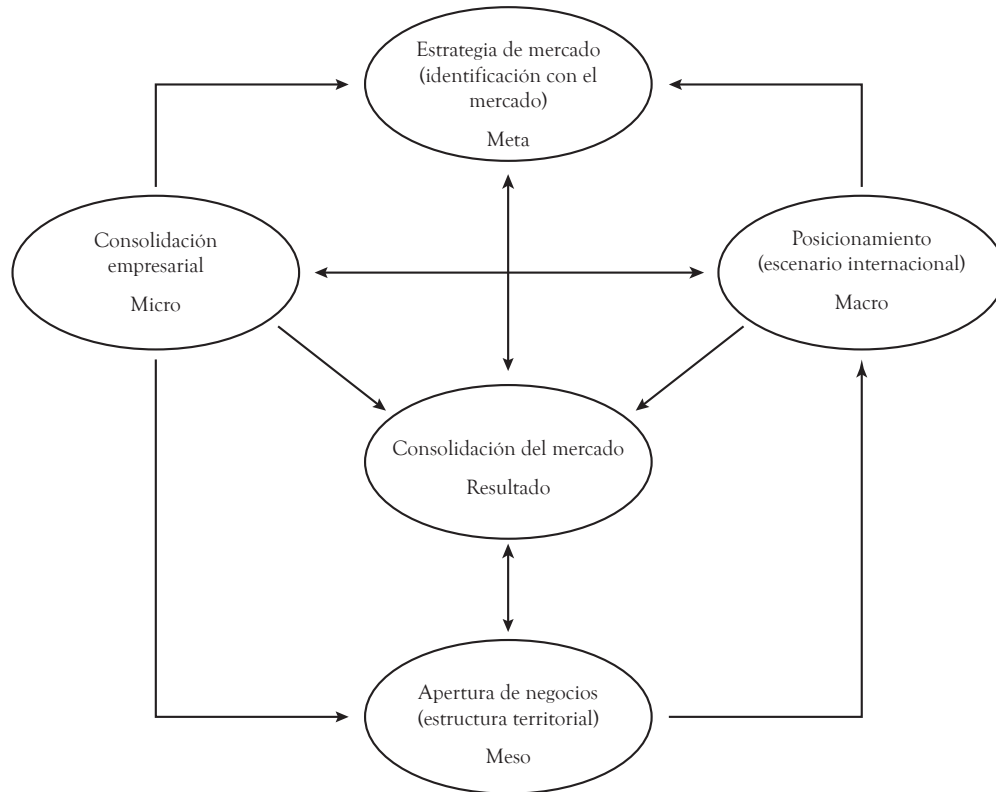 Estrategia de mercado
(identificación con el
mercado)
Meta
Consolidación
empresarial
Micro
Posicionamiento
(escenario internacional)
Macro
Consolidación del mercado
Resultado
Apertura de negocios
(estructura territorial)
Meso